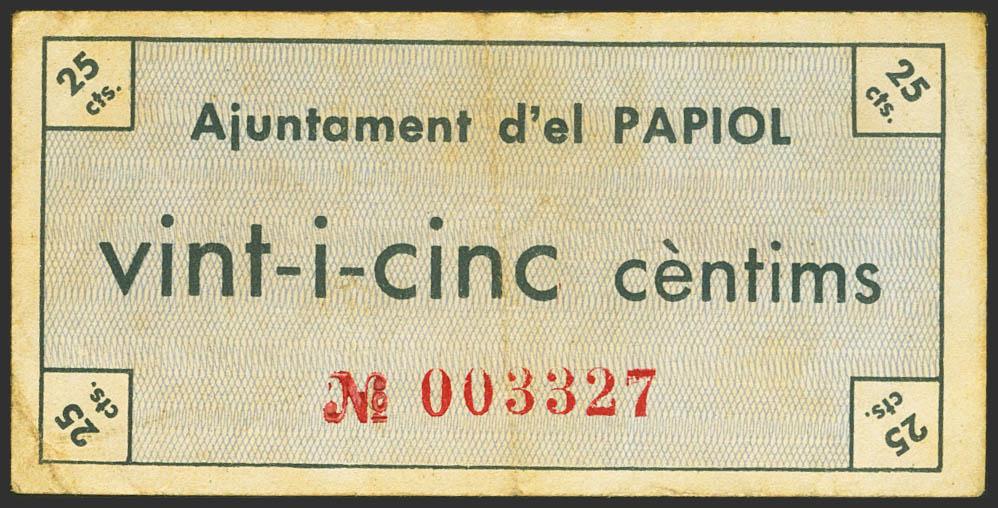 25 cts.
25 cts.
Ajuntament d'el PAPIOL
vint-i-cinc cèntims
№ 003327
25 cts.
25 cts.